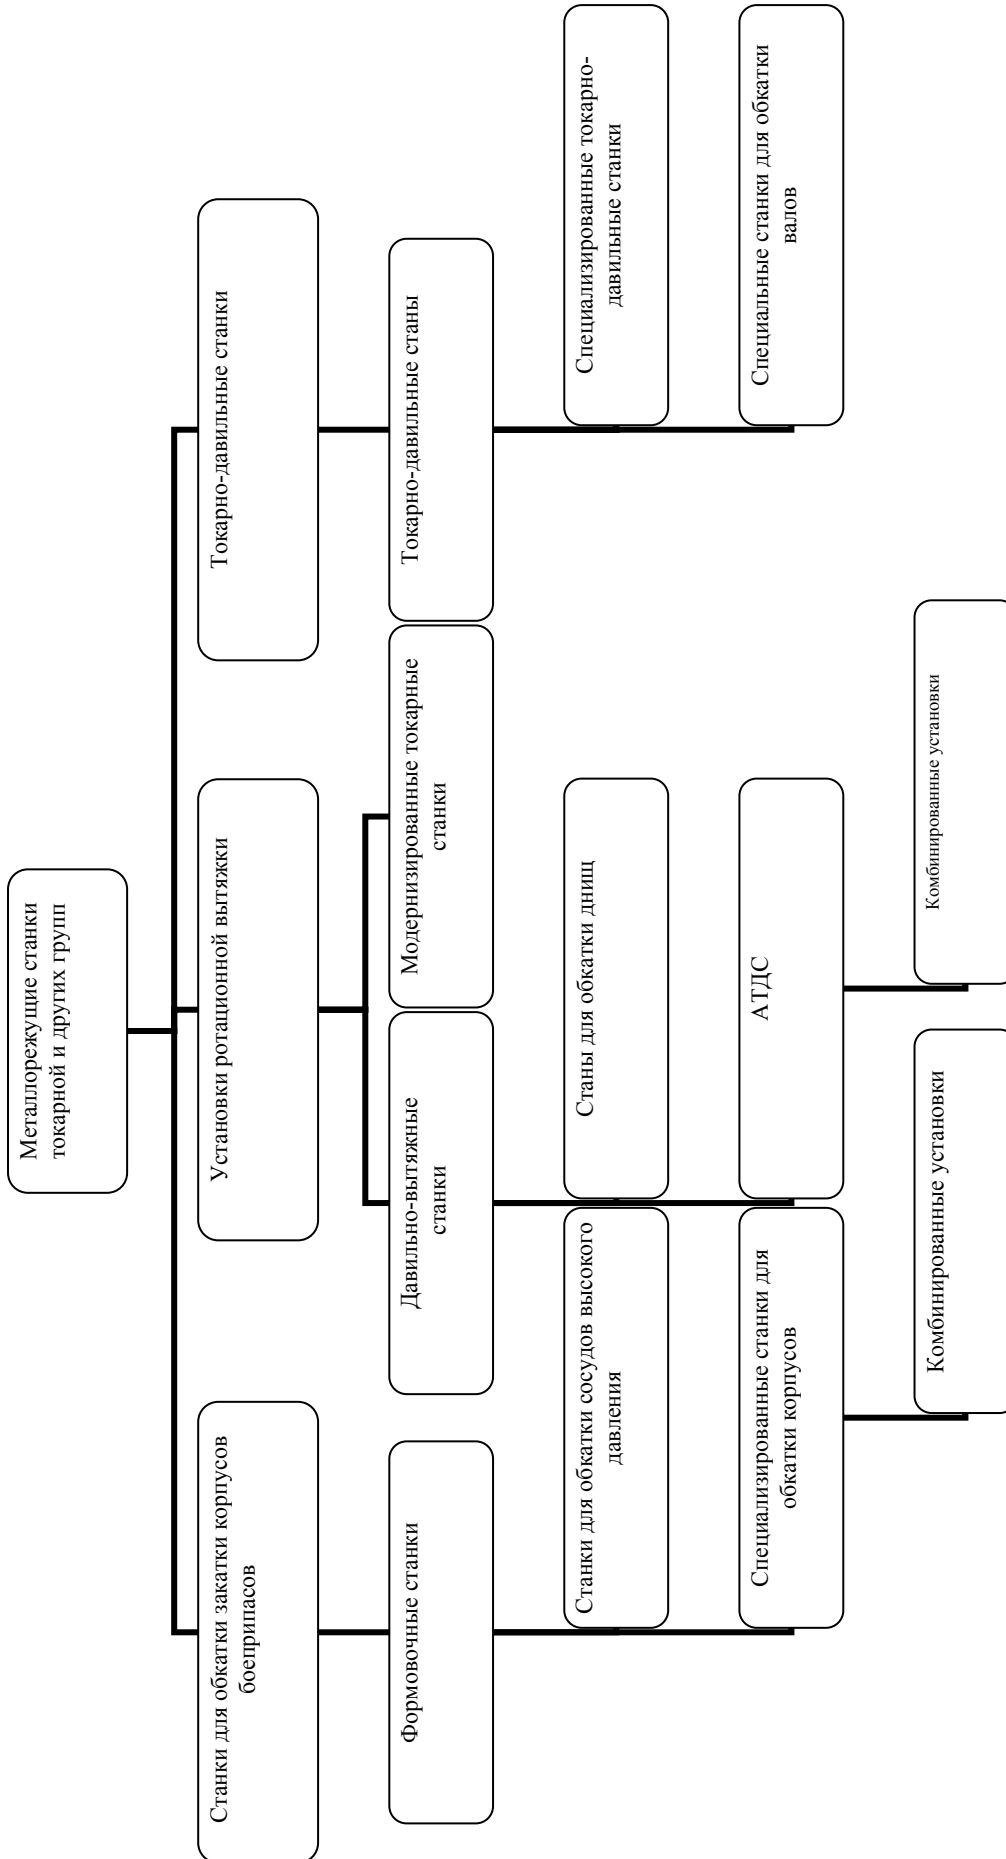 Металлорежущие станки
токарной и других групп
Станки для обкатки закатки корпусов
боеприпасов
Установки ротационной вытяжки
Токарно-давильные станки
Формовочные станки
Давильно-вытяжные
станки
Модернизированные токарные
станки
Токарно-давильные станы
Станки для обкатки сосудов высокого
давления
Станы для обкатки днищ
Специализированные токарно-
давильные станки
Специализированные станки для
обкатки корпусов
АТДС
Специальные станки для обкатки
валов
Комбинированные установки
Комбинированные установки